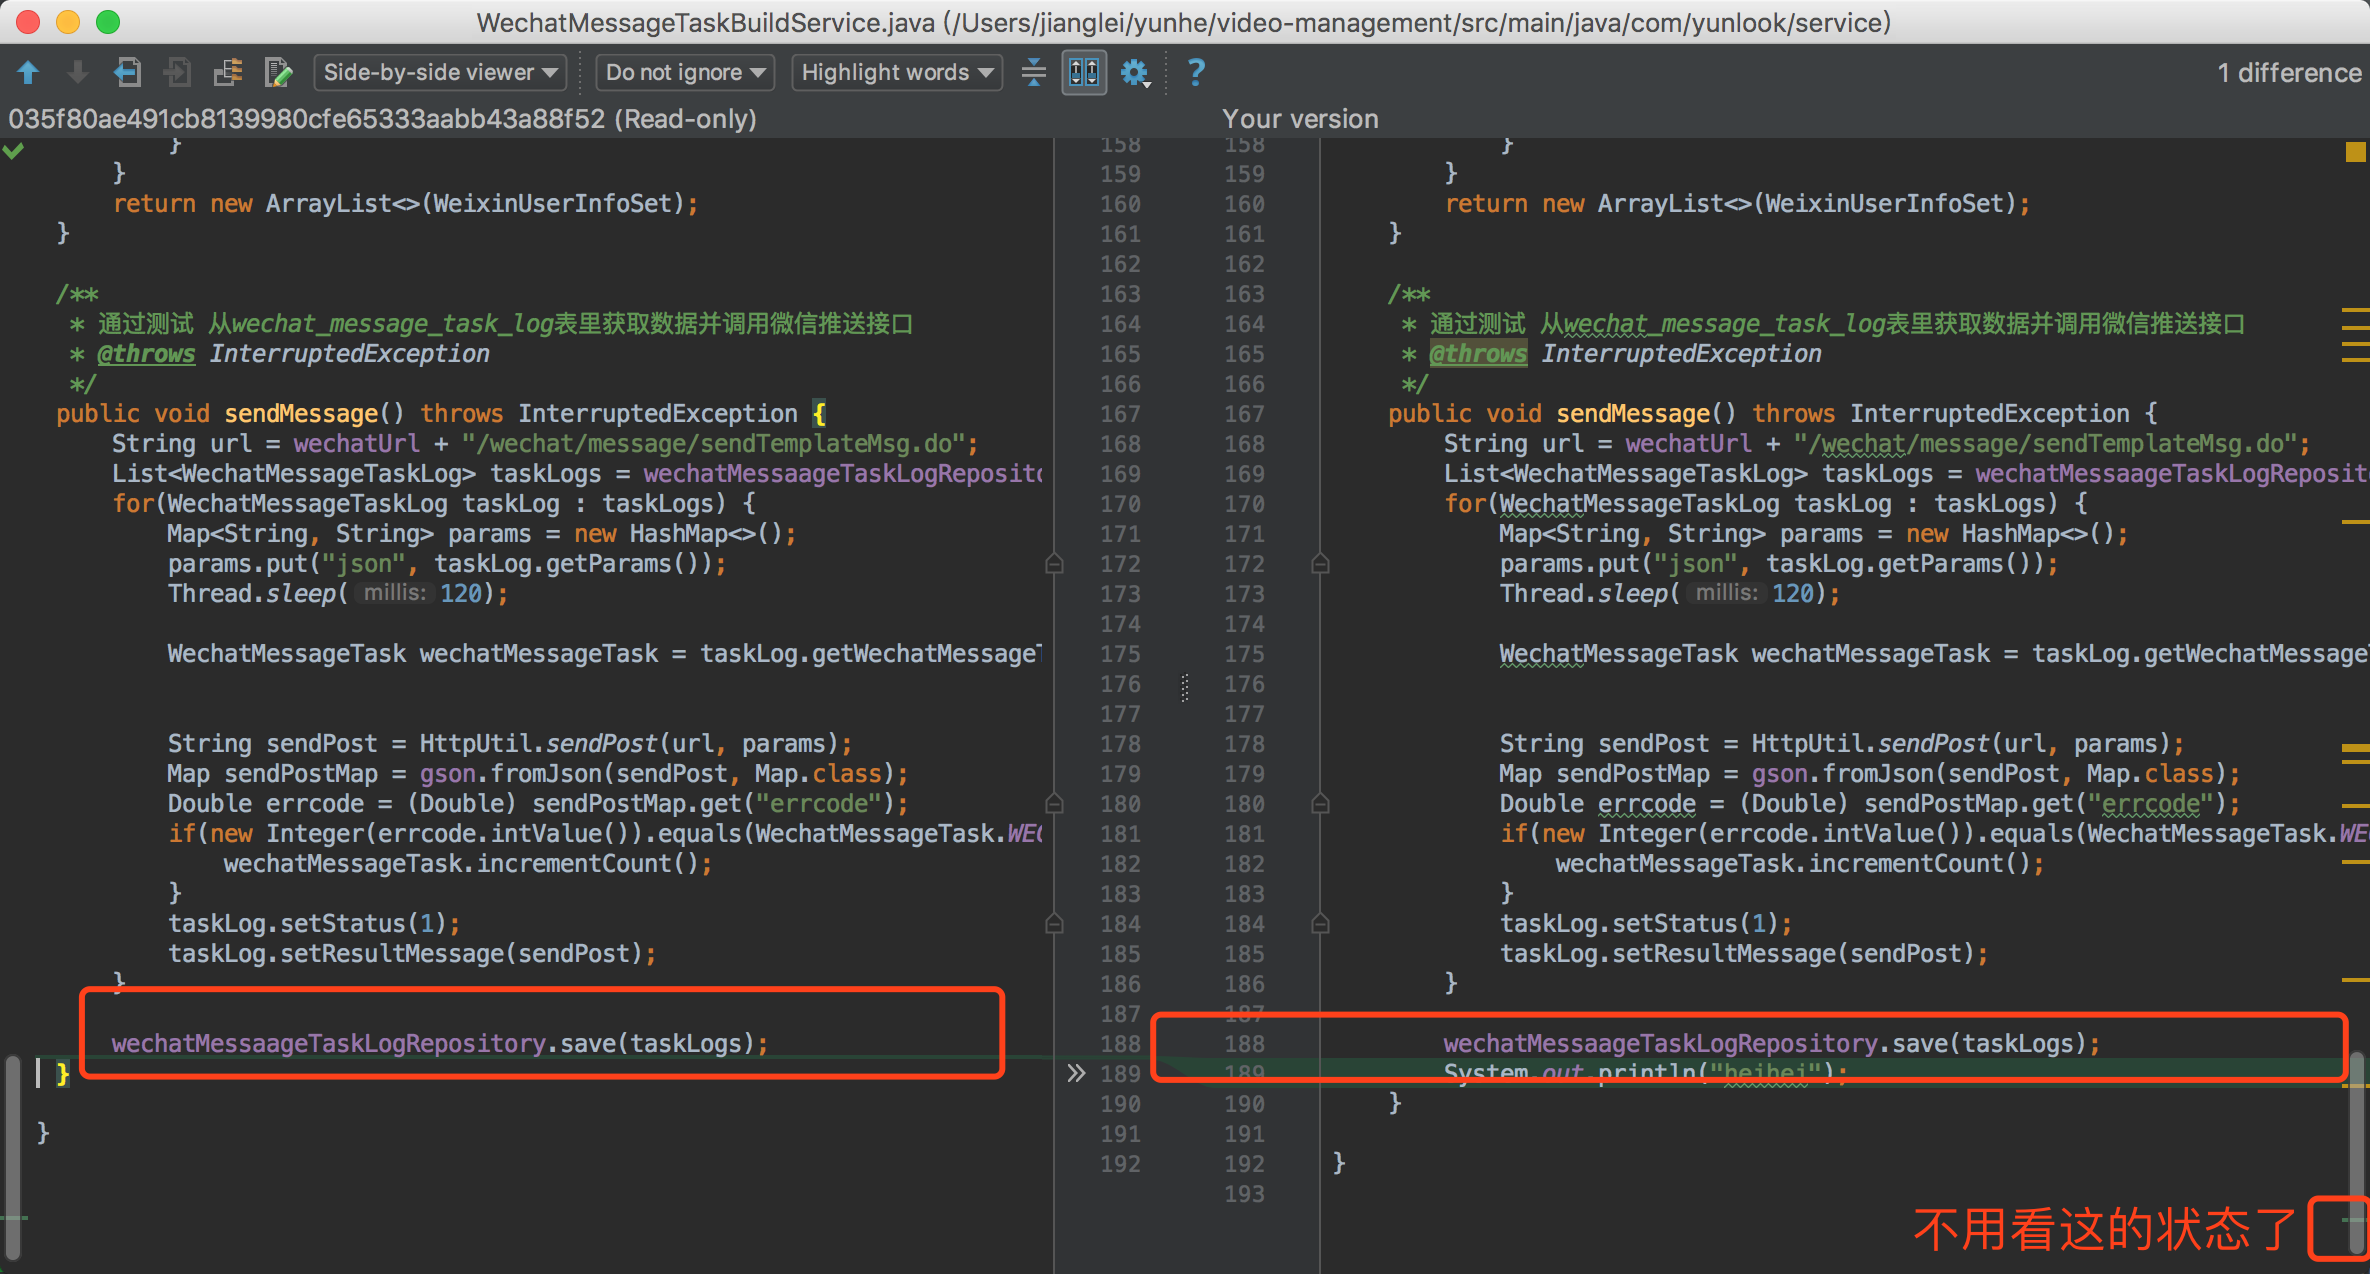 WechatMessageTaskBuildService.java (/Users/jianglei/yunhe/video-management/src/main/java/com/yunlook/service)
Side-by-side viewer
Do not ignore
Highlight words
?
1 difference
035f80ae491cb8139980cfe65333aabb43a88f52 (Read-only)
Your version
}
}
return new ArrayList<>(WeixinUserInfoSet);
}
/**
* 通过测试 从wechat_message_task_log表里获取数据并调用微信推送接口
* @throws InterruptedException
*/
public void sendMessage() throws InterruptedException {
String url = wechatUrl + "/wechat/message/sendTemplateMsg.do";
List<WechatMessageTaskLog> taskLogs = wechatMessaageTaskLogReposito
for(WechatMessageTaskLog taskLog : taskLogs) {
Map<String, String> params = new HashMap<>();
params.put("json", taskLog.getParams());
Thread.sleep( millis: 120);
WechatMessageTask wechatMessageTask = taskLog.getWechatMessageT
String sendPost = HttpUtil.sendPost(url, params);
Map sendPostMap = gson.fromJson(sendPost, Map.class);
Double errcode = (Double) sendPostMap.get("errcode");
if(new Integer(errcode.intValue()).equals(WechatMessageTask.WEC
wechatMessageTask.incrementCount();
}
taskLog.setStatus(1);
taskLog.setResultMessage(sendPost);
}
wechatMessaageTaskLogRepository.save(taskLogs);
}
}
158
159
160
161
162
163
164
165
166
167
168
169
170
171
172
173
174
175
176
177
178
179
180
181
182
183
184
185
186
187
188
189
190
191
192
158
159
160
161
162
163
164
165
166
167
168
169
170
171
172
173
174
175
176
177
178
179
180
181
182
183
184
185
186
187
188
189
190
191
192
193
}
}
return new ArrayList<>(WeixinUserInfoSet);
}
/**
* 通过测试 从wechat_message_task_log表里获取数据并调用微信推送接口
* @throws InterruptedException
*/
public void sendMessage() throws InterruptedException {
String url = wechatUrl + "/wechat/message/sendTemplateMsg.do";
List<WechatMessageTaskLog> taskLogs = wechatMessaageTaskLogReposit
for(WechatMessageTaskLog taskLog : taskLogs) {
Map<String, String> params = new HashMap<>();
params.put("json", taskLog.getParams());
Thread.sleep( millis: 120);
WechatMessageTask wechatMessageTask = taskLog.getWechatMessage
String sendPost = HttpUtil.sendPost(url, params);
Map sendPostMap = gson.fromJson(sendPost, Map.class);
Double errcode = (Double) sendPostMap.get("errcode");
if(new Integer(errcode.intValue()).equals(WechatMessageTask.WE
wechatMessageTask.incrementCount();
}
taskLog.setStatus(1);
taskLog.setResultMessage(sendPost);
}
wechatMessaageTaskLogRepository.save(taskLogs);
System.out.println("heihei");
}
}
不用看这的状态了